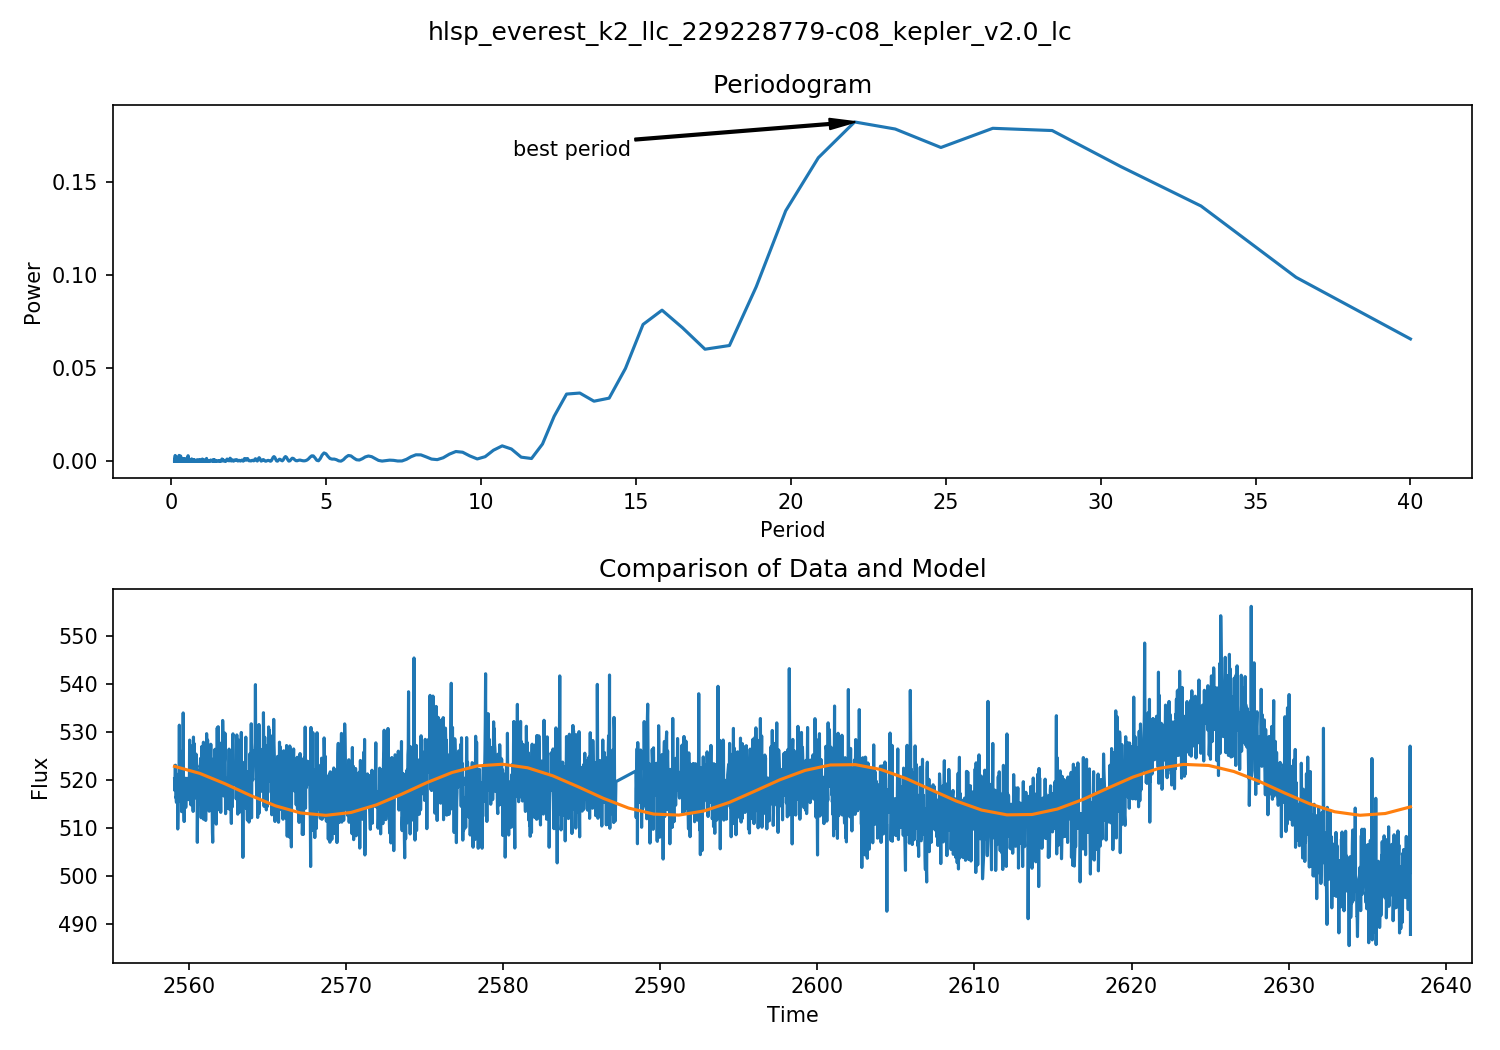 hlsp_everest_k2_llc_229228779-c08_kepler_v2.0_lc
Periodogram
best period
Power
0.15
0.10
0.05
0.00
0 5 10 15 20 25 30 35 40
Period
Comparison of Data and Model
Flux
550
540
530
520
510
500
490
2560 2570 2580 2590 2600 2610 2620 2630 2640
Time